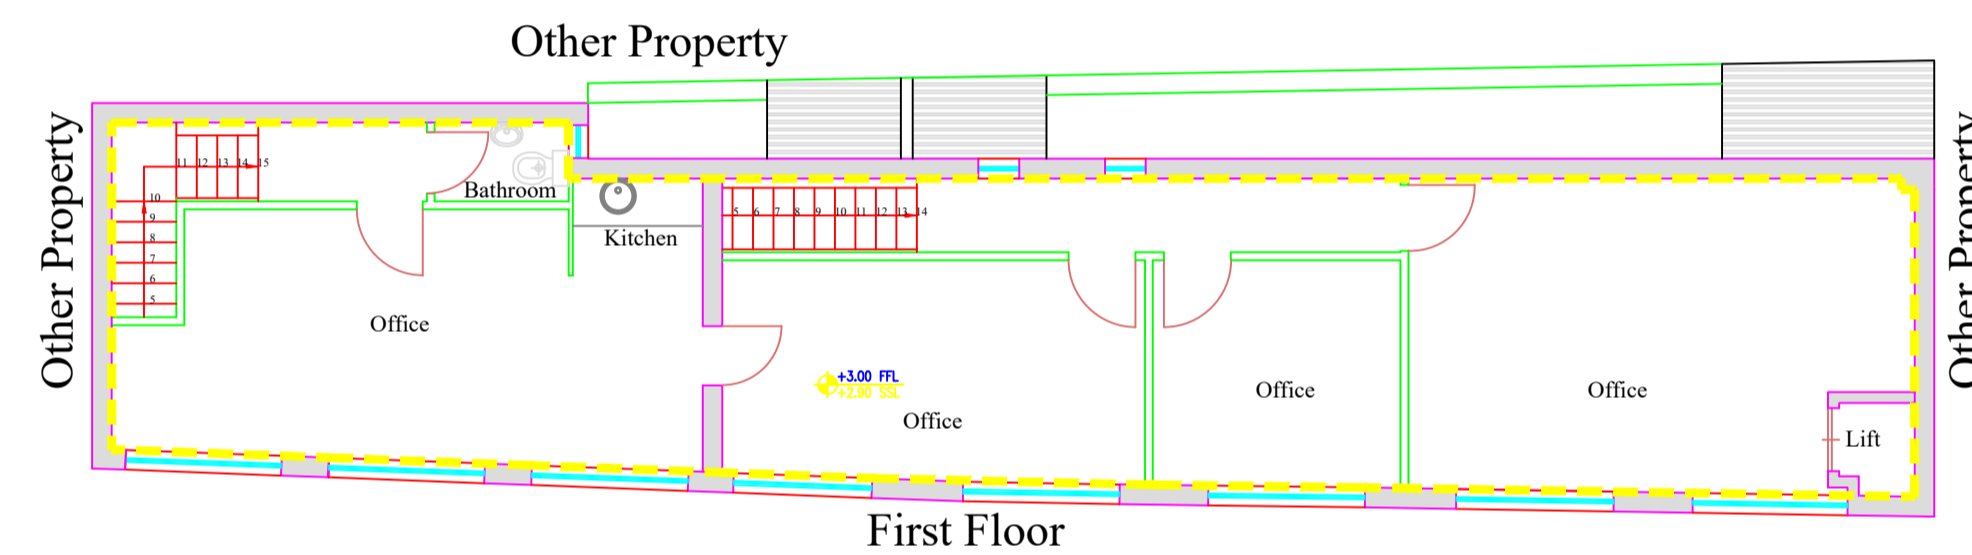 Other Property
Other Property
Other Property
11 12 13 14 15
10
9
8
7
6
5
Bathroom
Kitchen
5 6 7 8 9 10 11 12 13 14
Office
+3.00 FFL
+2.90 SSL
Office
Office
Office
Lift
First Floor